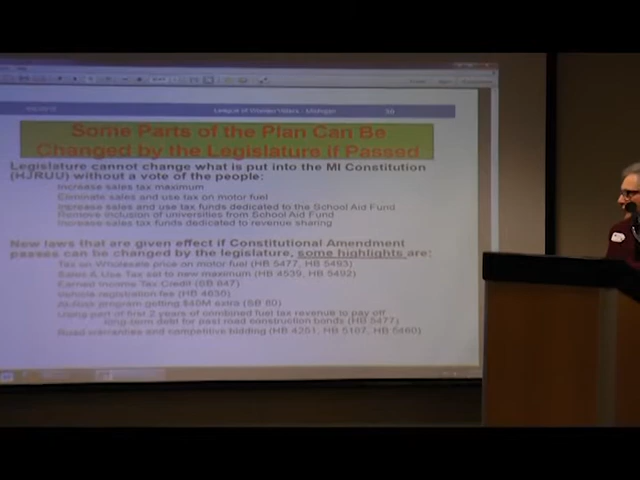 League of Women Voters - Michigan
Some Parts of the Plan Can Be
Changed by the Legislature if Passed
Legislature cannot change what is put into the MI Constitution
(HJRUU) without a vote of the people:
Increase sales tax maximum
Eliminate sales and use tax on motor fuel
Increase sales and use tax funds dedicated to the School Aid Fund
Remove inclusion of universities from School Aid Fund
Increase sales tax funds dedicated to revenue sharing
New laws that are given effect if Constitutional Amendment
passes can be changed by the legislature, some highlights are:
Tax on Wholesale price on motor fuel (HB 5477, HB 5493)
Sales & Use Tax set to new maximum (HB 4539, HB 5492)
Earned Income Tax Credit (SB 847)
Vehicle registration fee (HB 4630)
At-Risk program getting $40M extra (SB 80)
Using part of first 2 years of combined fuel tax revenue to pay off
long-term debt for past road construction bonds (HB 5477)
Road warranties and competitive bidding (HB 4251, HB 5167, HB 5460)